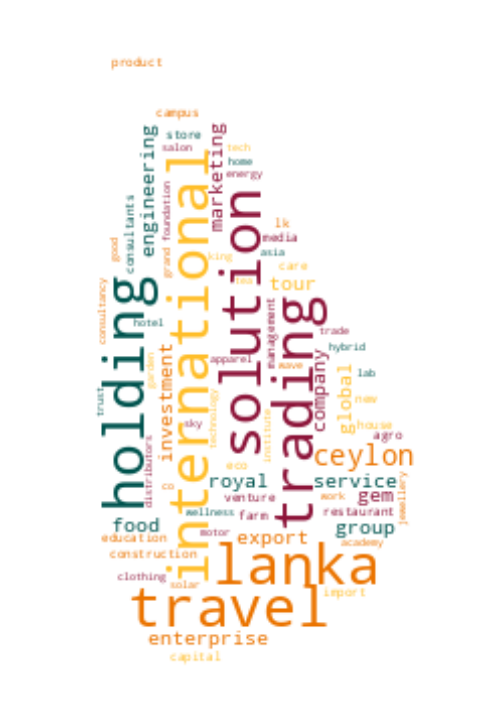 product
campus
store
salon
tech
home
energy
engineering
marketing
international
foundation
consultants
solution
lk
media
asia
king
care
good
grand
tea
tour
holding
consultancy
management
trading
hotel
trade
hybrid
investment
apparel
company
wave
lab
garden
global
new
trust
technology
sky
institute
house
agro
distributors
ceylon
eco
co
royal
service
jewellery
venture
work
gem
wellness
farm
restaurant
food
motor
group
education
export
academy
construction
lanka
clothing
solar
travel
import
enterprise
capital